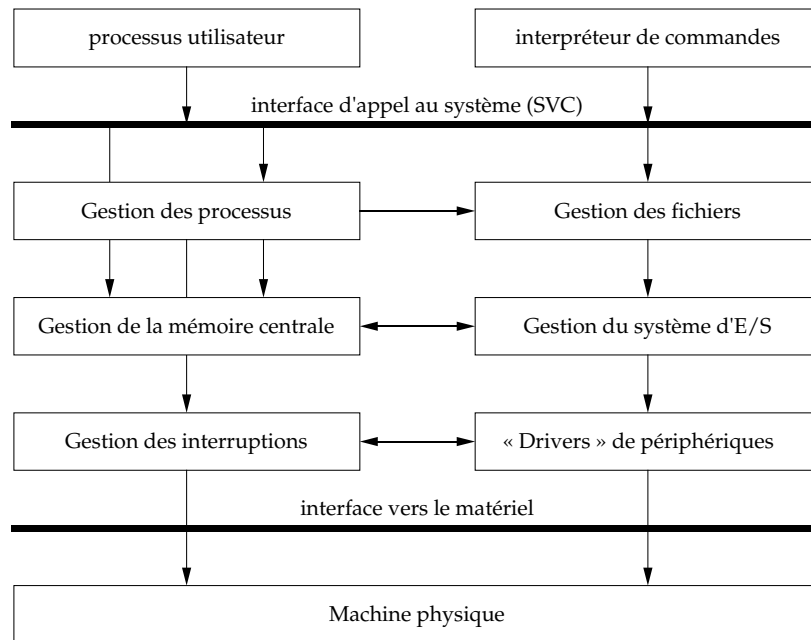 processus utilisateur
interpréteur de commandes
interface d'appel au système (SVC)
Gestion des processus
Gestion des fichiers
Gestion de la mémoire centrale
Gestion du système d'E/S
Gestion des interruptions
« Drivers » de périphériques
interface vers le matériel
Machine physique